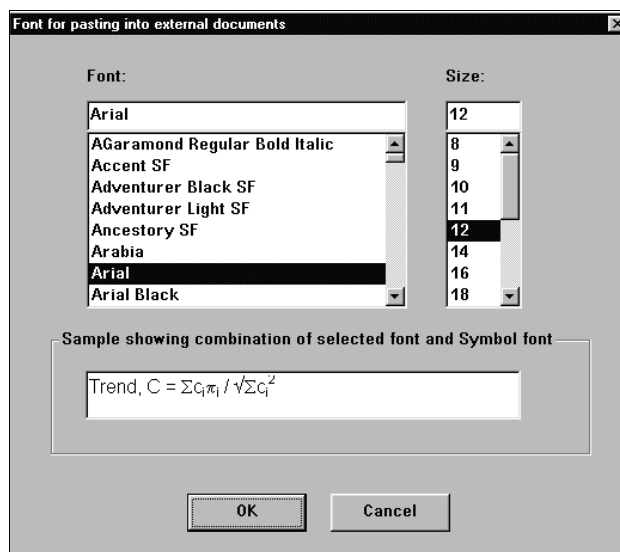 Font for pasting into external documents
Font:
Size:
Arial
12
AGaramond Regular Bold Italic
Accent SF
Adventurer Black SF
Adventurer Light SF
Ancestory SF
Arabia
Arial
Arial Black
8
9
10
11
12
14
16
18
Sample showing combination of selected font and Symbol font
Trend, C = Σcᵢπᵢ / √Σcᵢ²
OK
Cancel